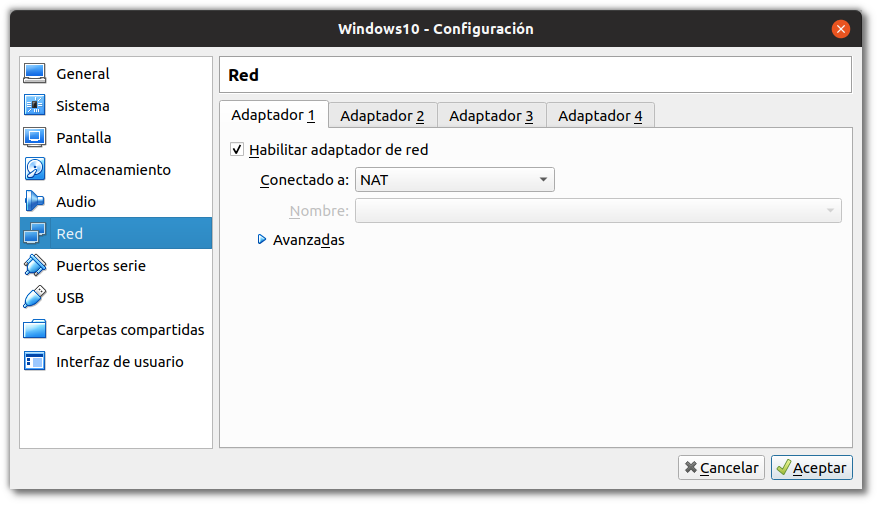 Windows10 - Configuración
General
Sistema
Pantalla
Almacenamiento
Audio
Red
Puertos serie
USB
Carpetas compartidas
Interfaz de usuario
Red
Adaptador 1 Adaptador 2 Adaptador 3 Adaptador 4
Habilitar adaptador de red
Conectado a: NAT
Nombre:
Avanzadas
Cancelar Aceptar